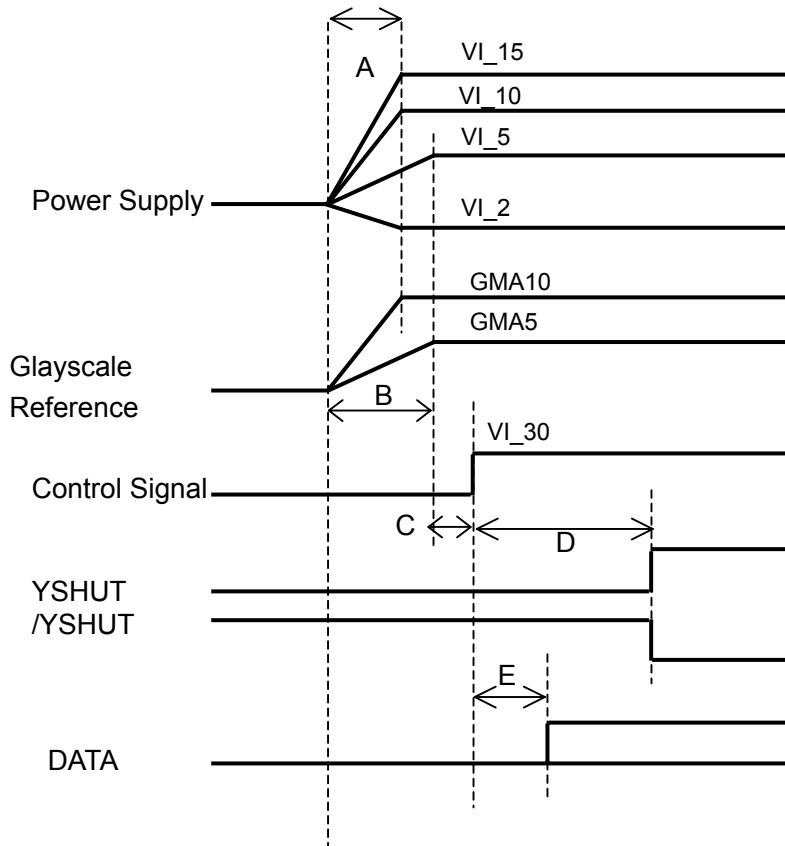 A
VI_15
VI_10
VI_5
Power Supply
VI_2
GMA10
GMA5
Glayscale
Reference
B
VI_30
Control Signal
C
D
YSHUT
/YSHUT
E
DATA